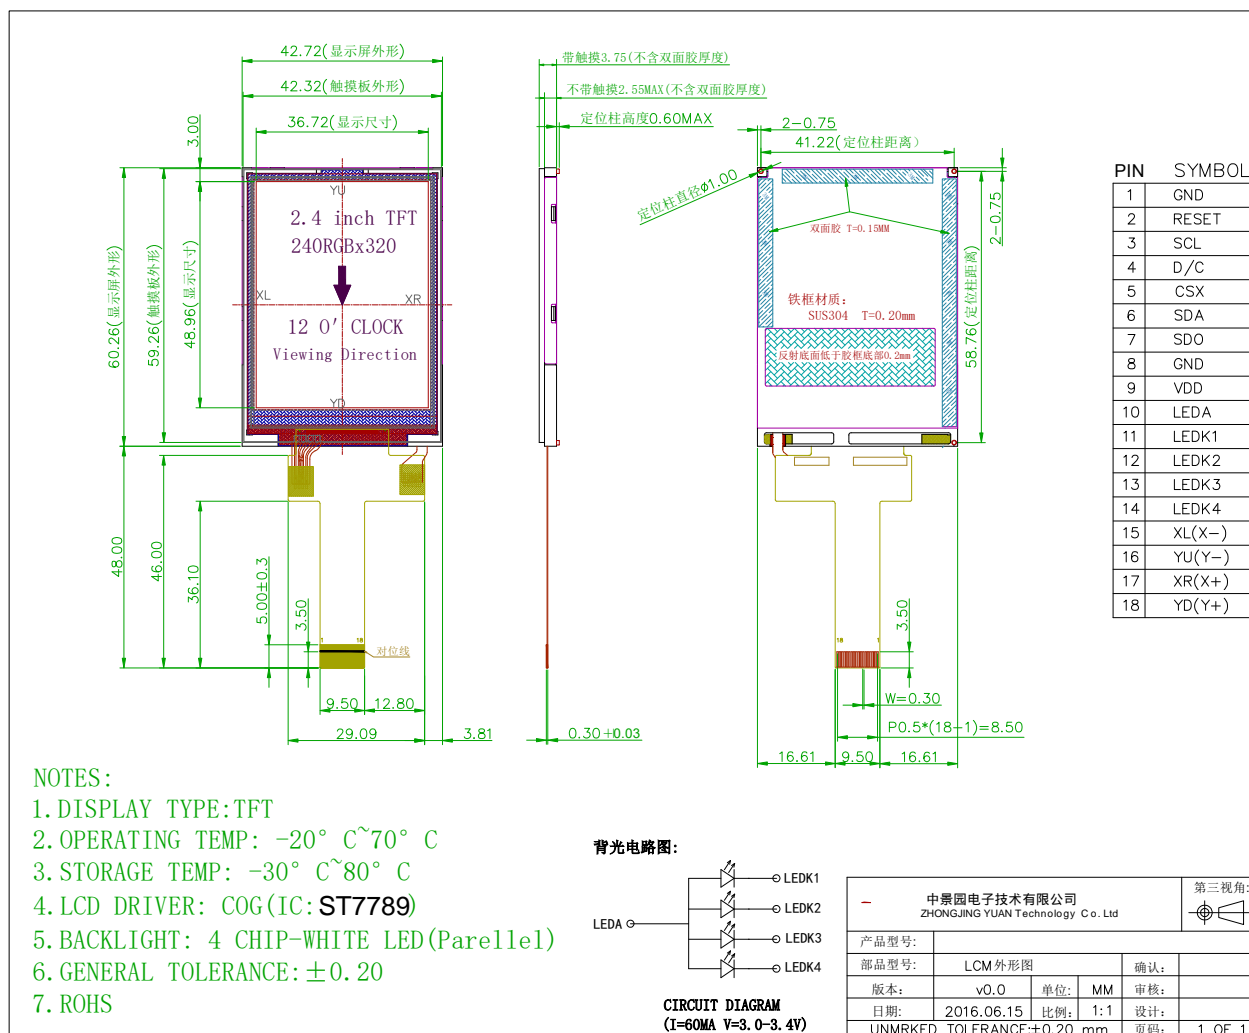 42.72(显示屏外形)
42.32(触摸板外形)
36.72(显示尺寸)
3.00
60.26(显示屏外形)
59.26(触摸板外形)
48.96(显示尺寸)
YU
2.4 inch TFT
240RGBx320
XL
XR
12 O' CLOCK
Viewing Direction
YD
48.00
46.00
36.10
5.00±0.3
3.50
1
18
对位线
9.50
12.80
29.09
3.81
带触摸3.75(不含双面胶厚度)
不带触摸2.55MAX(不含双面胶厚度)
定位柱高度0.60MAX
0.30±0.03
2-0.75
41.22(定位柱距离)
定位柱直径ø1.00
2-0.75
双面胶 T=0.15MM
铁框材质:
SUS304 T=0.20mm
反射底面低于胶框底部0.2mm
58.76(定位柱距离)
18
1
3.50
W=0.30
P0.5*(18-1)=8.50
16.61
9.50
16.61
PIN SYMBOL
1 GND
2 RESET
3 SCL
4 D/C
5 CSX
6 SDA
7 SDO
8 GND
9 VDD
10 LEDA
11 LEDK1
12 LEDK2
13 LEDK3
14 LEDK4
15 XL(X-)
16 YU(Y-)
17 XR(X+)
18 YD(Y+)
NOTES:
1.DISPLAY TYPE:TFT
2.OPERATING TEMP: -20° C~70° C
3.STORAGE TEMP: -30° C~80° C
4.LCD DRIVER: COG(IC:ST7789)
5.BACKLIGHT: 4 CHIP-WHITE LED(Parellel)
6.GENERAL TOLERANCE:±0.20
7.ROHS
背光电路图:
LEDA
LEDK1
LEDK2
LEDK3
LEDK4
CIRCUIT DIAGRAM
(I=60MA V=3.0-3.4V)
中景园电子技术有限公司
ZHONGJING YUAN Technology Co.Ltd
第三视角:
产品型号:
部品型号: LCM外形图 确认:
版本: v0.0 单位: MM 审核:
日期: 2016.06.15 比例: 1:1 设计:
UNMRKED TOLERANCE:±0.20 mm 页码: 1 OF 1